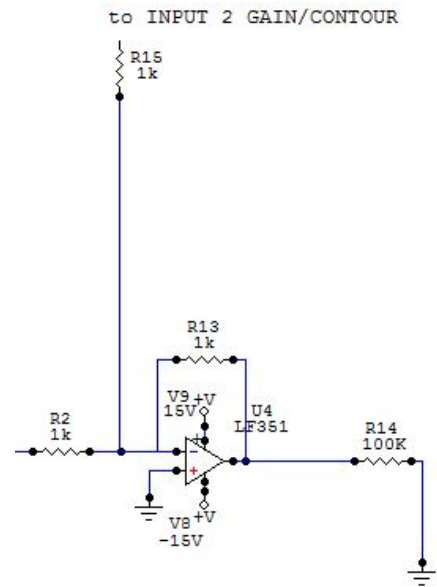 to INPUT 2 GAIN/CONTOUR
R15
1k
R13
1k
V9 +V
15V
U4
LF351
R2
1k
R14
100K
V8 +V
-15V